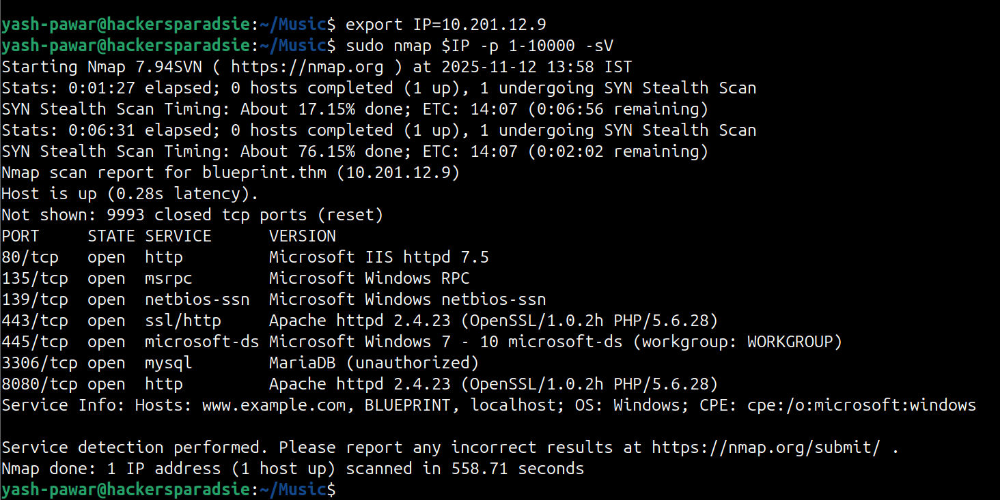 yash-pawar@hackersparadsie:~/Music$ export IP=10.201.12.9
yash-pawar@hackersparadsie:~/Music$ sudo nmap $IP -p 1-10000 -sV
Starting Nmap 7.94SVN ( https://nmap.org ) at 2025-11-12 13:58 IST
Stats: 0:01:27 elapsed; 0 hosts completed (1 up), 1 undergoing SYN Stealth Scan
SYN Stealth Scan Timing: About 17.15% done; ETC: 14:07 (0:06:56 remaining)
Stats: 0:06:31 elapsed; 0 hosts completed (1 up), 1 undergoing SYN Stealth Scan
SYN Stealth Scan Timing: About 76.15% done; ETC: 14:07 (0:02:02 remaining)
Nmap scan report for blueprint.thm (10.201.12.9)
Host is up (0.28s latency).
Not shown: 9993 closed tcp ports (reset)
PORT     STATE SERVICE      VERSION
80/tcp   open  http         Microsoft IIS httpd 7.5
135/tcp  open  msrpc        Microsoft Windows RPC
139/tcp  open  netbios-ssn  Microsoft Windows netbios-ssn
443/tcp  open  ssl/http     Apache httpd 2.4.23 (OpenSSL/1.0.2h PHP/5.6.28)
445/tcp  open  microsoft-ds Microsoft Windows 7 - 10 microsoft-ds (workgroup: WORKGROUP)
3306/tcp open  mysql        MariaDB (unauthorized)
8080/tcp open  http         Apache httpd 2.4.23 (OpenSSL/1.0.2h PHP/5.6.28)
Service Info: Hosts: www.example.com, BLUEPRINT, localhost; OS: Windows; CPE: cpe:/o:microsoft:windows

Service detection performed. Please report any incorrect results at https://nmap.org/submit/ .
Nmap done: 1 IP address (1 host up) scanned in 558.71 seconds
yash-pawar@hackersparadsie:~/Music$